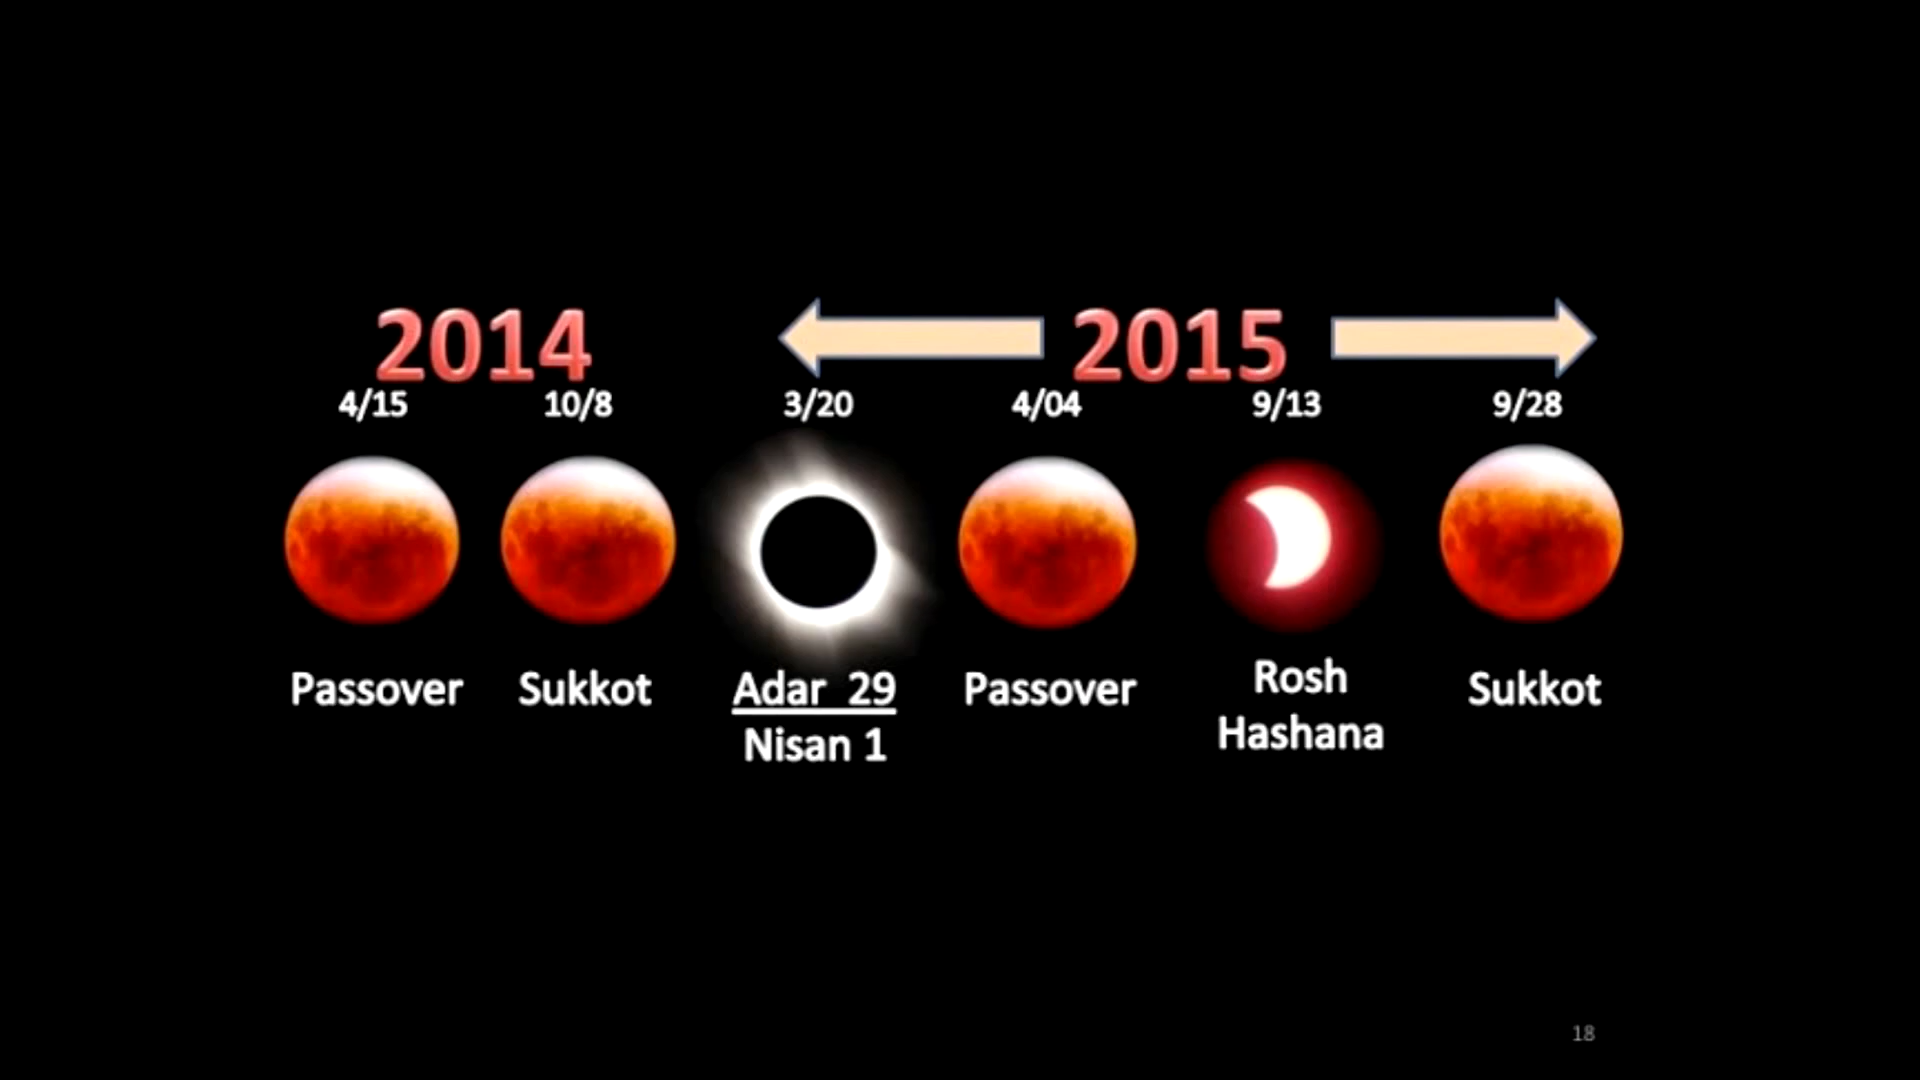 2014
2015
4/15
10/8
3/20
4/04
9/13
9/28
Passover
Sukkot
Adar 29
Nisan 1
Passover
Rosh
Hashana
Sukkot
18